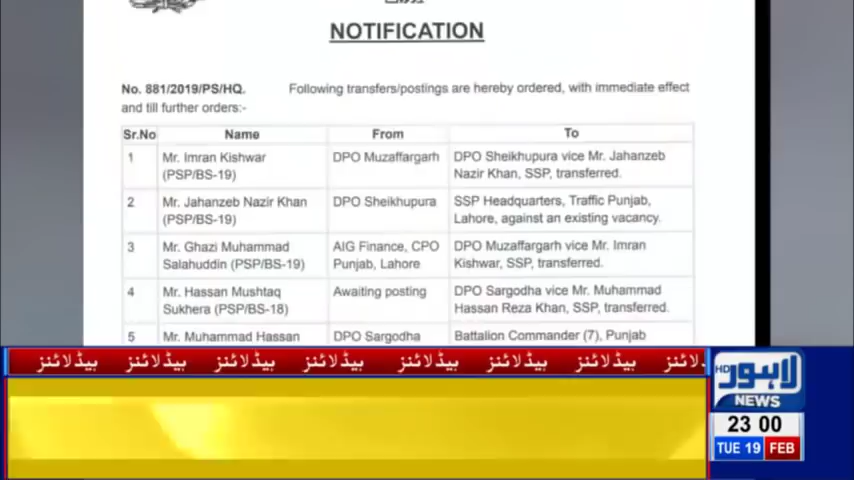 NOTIFICATION
No. 881/2019/PS/HQ. Following transfers/postings are hereby ordered, with immediate effect
and till further orders:-
Sr.No Name From To
1 Mr. Imran Kishwar DPO Muzaffargarh DPO Sheikhupura vice Mr. Jahanzeb
(PSP/BS-19) Nazir Khan, SSP, transferred.
2 Mr. Jahanzeb Nazir Khan DPO Sheikhupura SSP Headquarters, Traffic Punjab,
(PSP/BS-19) Lahore, against an existing vacancy.
3 Mr. Ghazi Muhammad AIG Finance, CPO DPO Muzaffargarh vice Mr. Imran
Salahuddin (PSP/BS-19) Punjab, Lahore Kishwar, SSP, transferred.
4 Mr. Hassan Mushtaq Awaiting posting DPO Sargodha vice Mr. Muhammad
Sukhera (PSP/BS-18) Hassan Reza Khan, SSP, transferred.
5 Mr. Muhammad Hassan DPO Sargodha Battalion Commander (7), Punjab
ہیڈلائنز ہیڈلائنز ہیڈلائنز ہیڈلائنز ہیڈلائنز ہیڈلائنز ہیڈلائنز لائنز
لاہور HD
NEWS
23 00
TUE 19 FEB